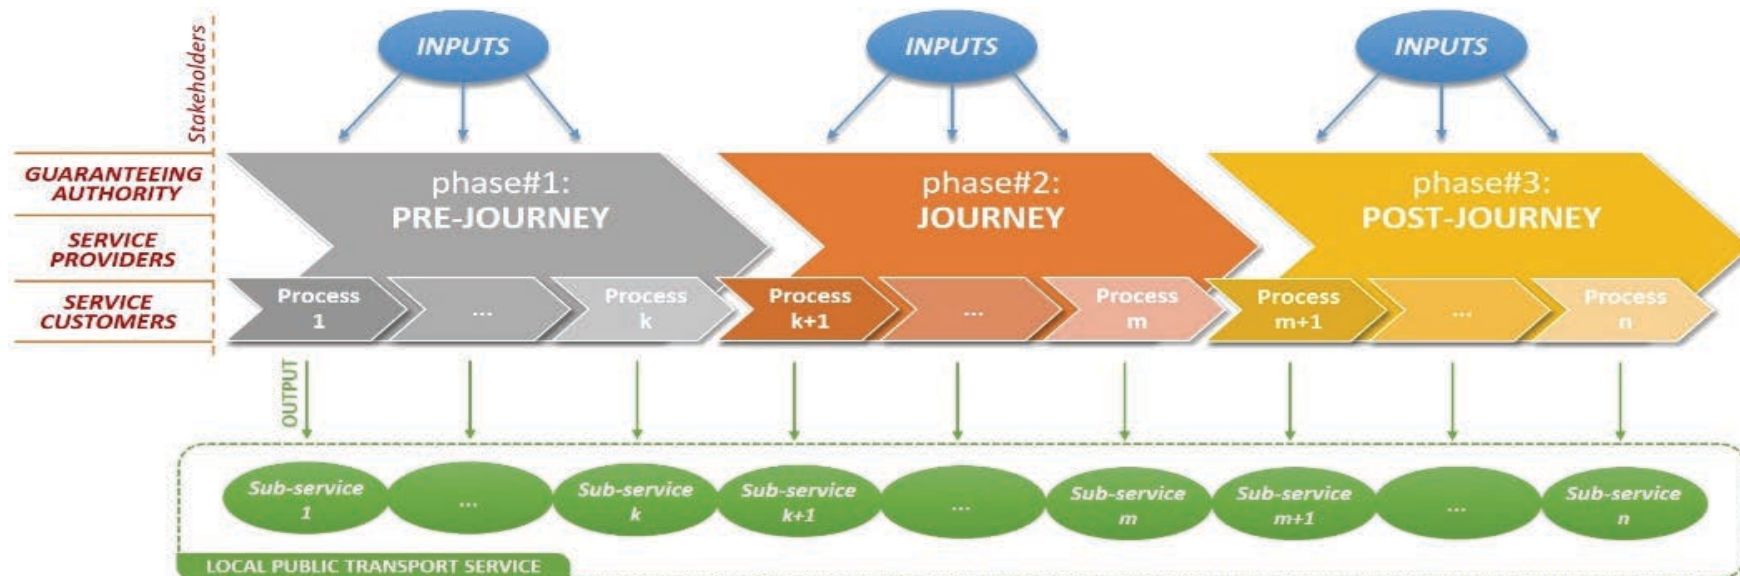 Stakeholders
INPUTS
INPUTS
INPUTS
GUARANTEEING
AUTHORITY
SERVICE
PROVIDERS
SERVICE
CUSTOMERS
phase#1:
PRE-JOURNEY
phase#2:
JOURNEY
phase#3:
POST-JOURNEY
Process
1
...
Process
k
Process
k+1
...
Process
m
Process
m+1
...
Process
n
OUTPUT
Sub-service
1
...
Sub-service
k
Sub-service
k+1
...
Sub-service
m
Sub-service
m+1
...
Sub-service
n
LOCAL PUBLIC TRANSPORT SERVICE